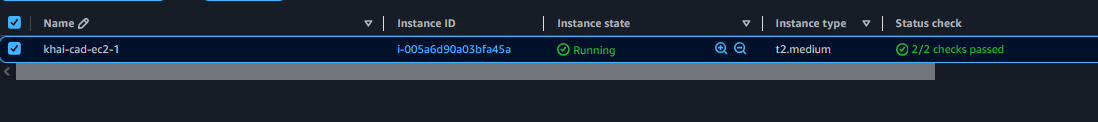 Name Instance ID Instance state Instance type Status check
khai-cad-ec2-1 i-005a6d90a03bfa45a Running t2.medium 2/2 checks passed